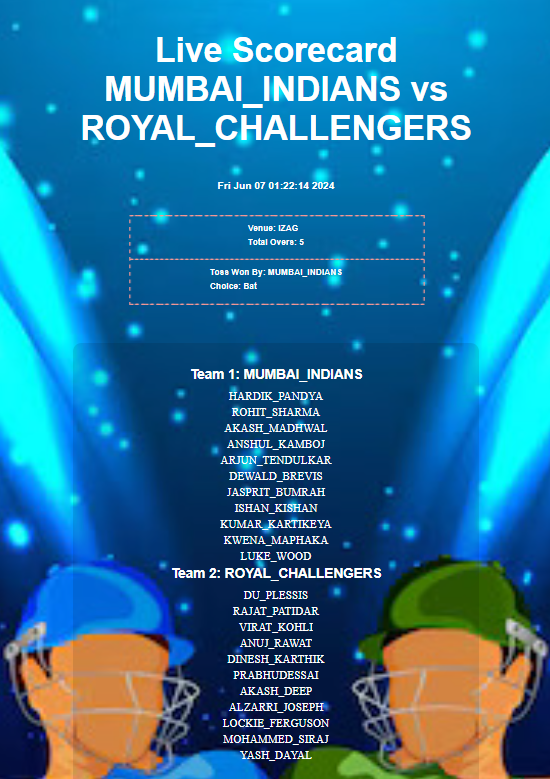 Live Scorecard
MUMBAI_INDIANS vs
ROYAL_CHALLENGERS
Fri Jun 07 01:22:14 2024
Venue: IZAG
Total Overs: 5
Toss Won By: MUMBAI_INDIANS
Choice: Bat
Team 1: MUMBAI_INDIANS
HARDIK_PANDYA
ROHIT_SHARMA
AKASH_MADHWAL
ANSHUL_KAMBOJ
ARJUN_TENDULKAR
DEWALD_BREVIS
JASPRIT_BUMRAH
ISHAN_KISHAN
KUMAR_KARTIKEYA
KWENA_MAPHAKA
LUKE_WOOD
Team 2: ROYAL_CHALLENGERS
DU_PLESSIS
RAJAT_PATIDAR
VIRAT_KOHLI
ANUJ_RAWAT
DINESH_KARTHIK
PRABHUDESSAI
AKASH_DEEP
ALZARRI_JOSEPH
LOCKIE_FERGUSON
MOHAMMED_SIRAJ
YASH_DAYAL